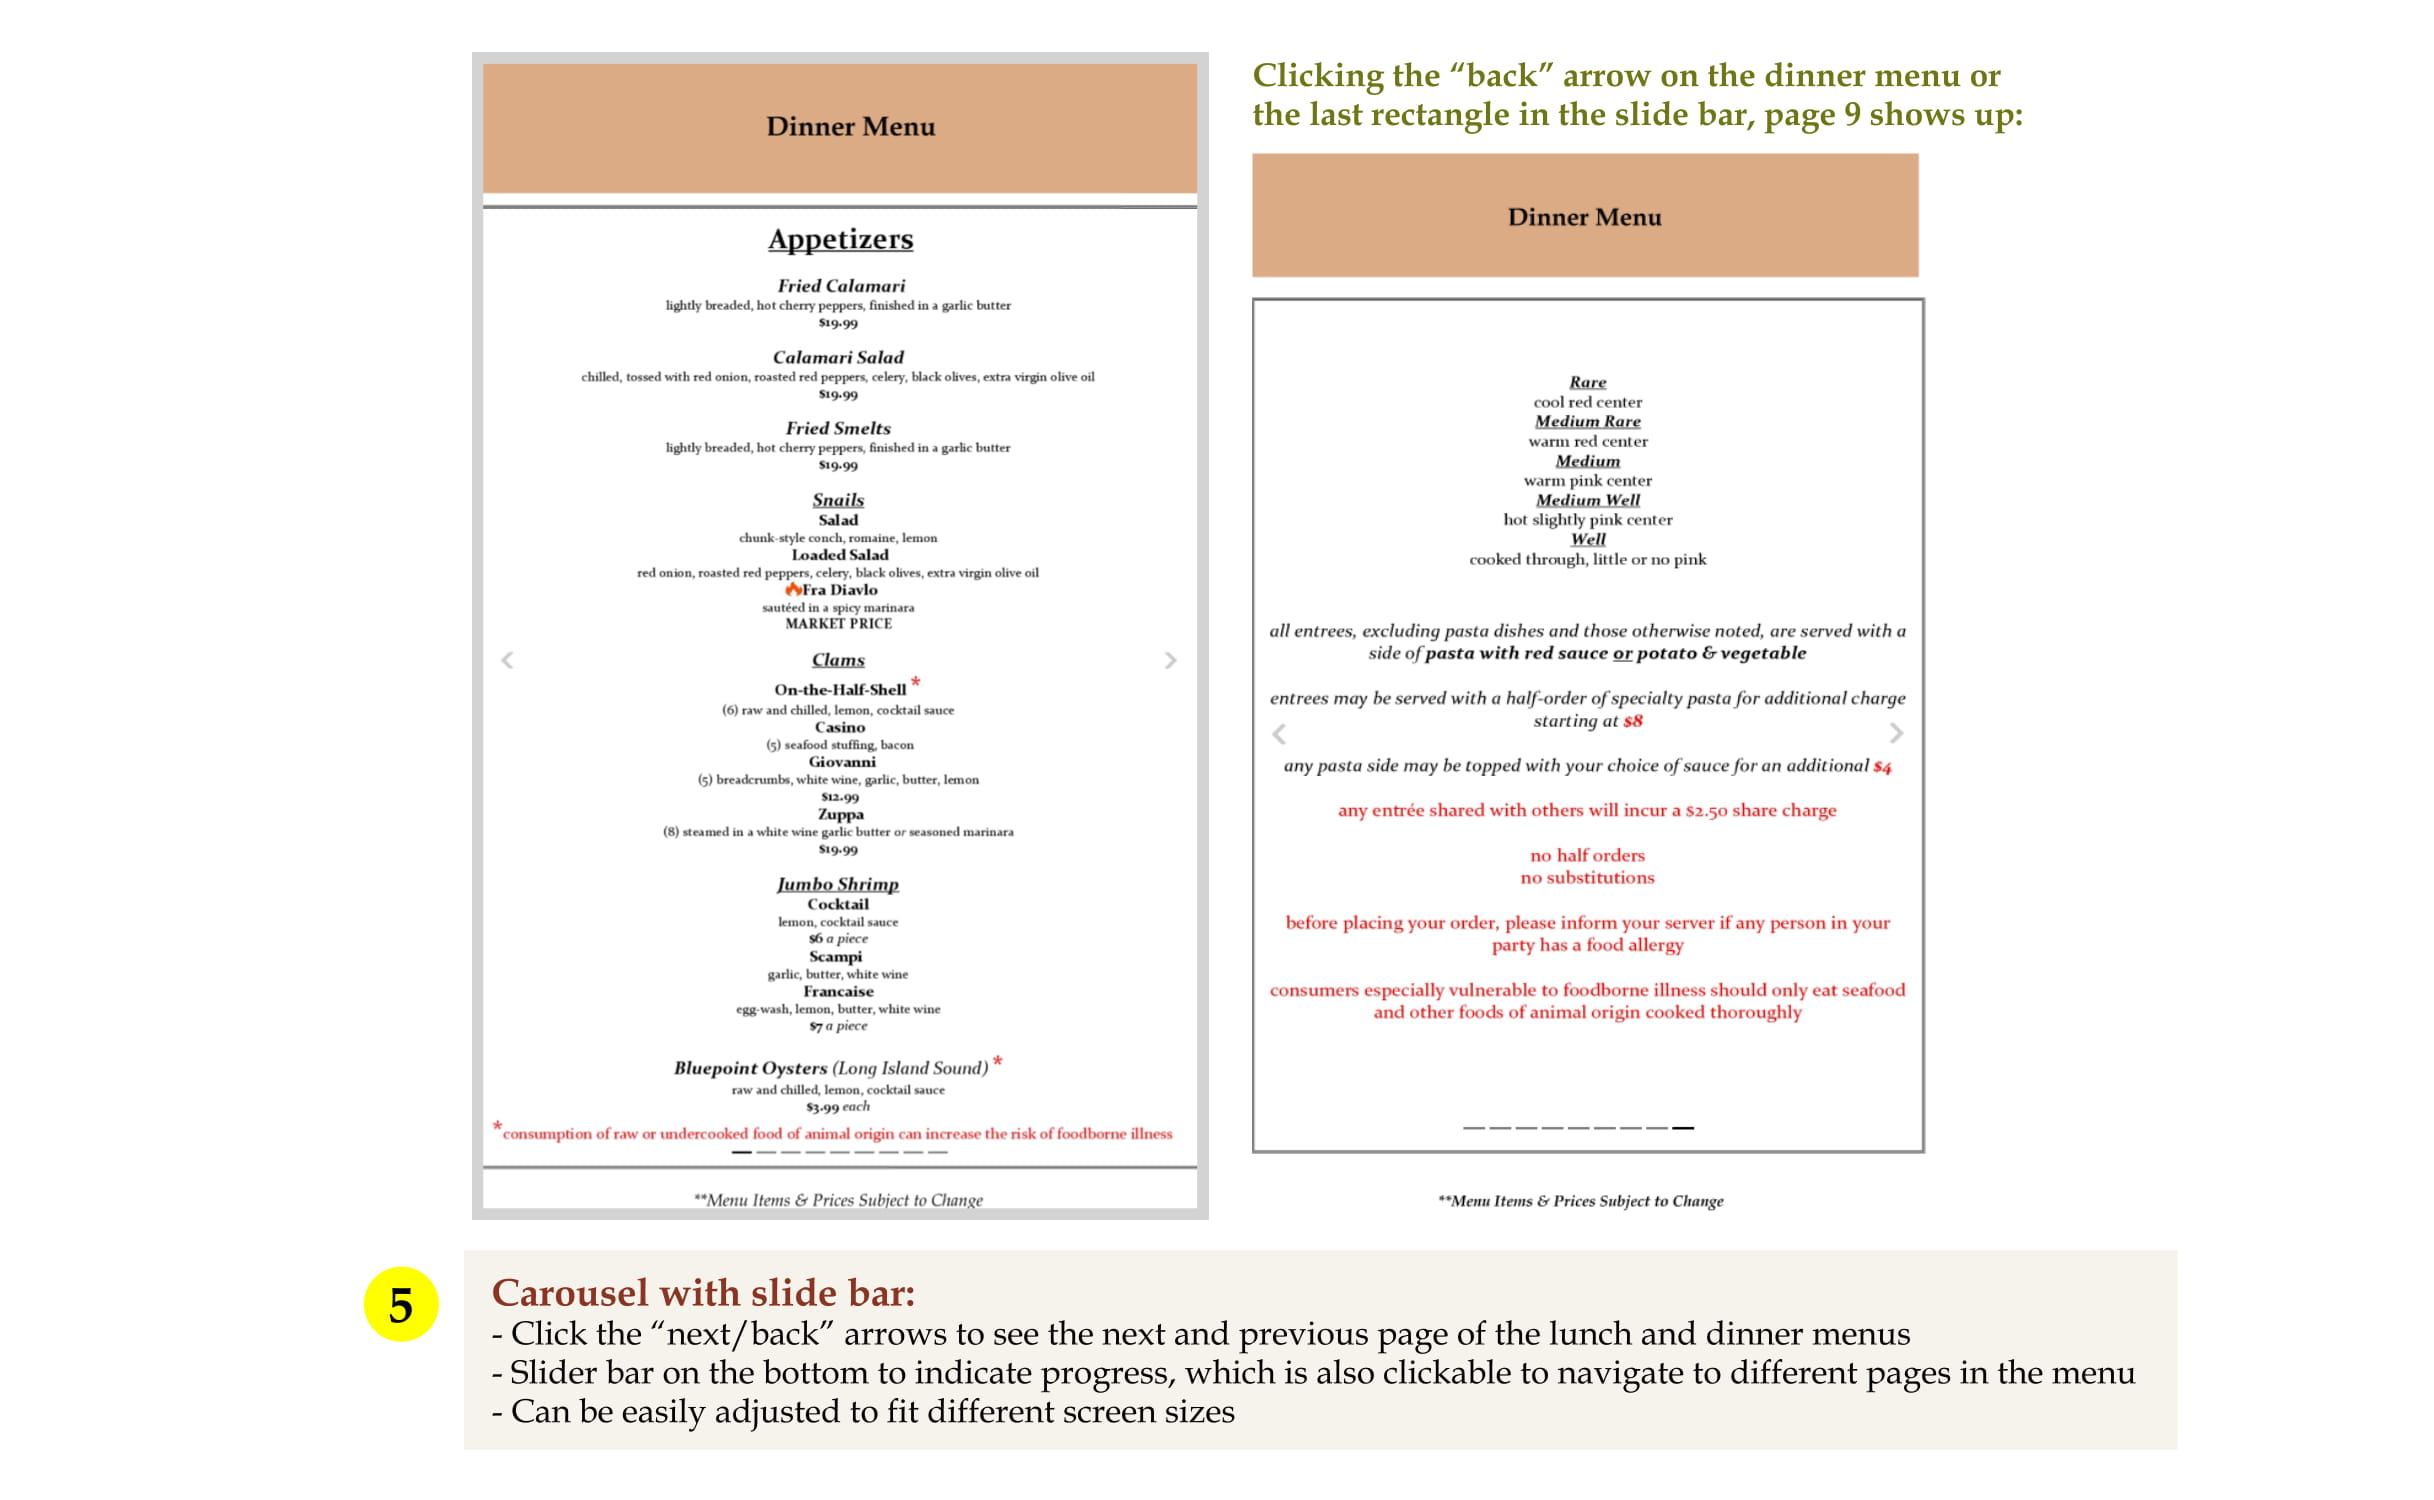 Dinner Menu
Appetizers
Fried Calamari
lightly breaded, hot cherry peppers, finished in a garlic butter
$19.99
Calamari Salad
chilled, tossed with red onion, roasted red peppers, celery, black olives, extra virgin olive oil
$19.99
Fried Smelts
lightly breaded, hot cherry peppers, finished in a garlic butter
$19.99
Snails
Salad
chunk-style conch, romaine, lemon
Loaded Salad
red onion, roasted red peppers, celery, black olives, extra virgin olive oil
🔥Fra Diavlo
sautéed in a spicy marinara
MARKET PRICE
Clams
On-the-Half-Shell *
(6) raw and chilled, lemon, cocktail sauce
Casino
(5) seafood stuffing, bacon
Giovanni
(5) breadcrumbs, white wine, garlic, butter, lemon
$12.99
Zuppa
(8) steamed in a white wine garlic butter or seasoned marinara
$19.99
Jumbo Shrimp
Cocktail
lemon, cocktail sauce
$6 a piece
Scampi
garlic, butter, white wine
Francaise
egg-wash, lemon, butter, white wine
$7 a piece
Bluepoint Oysters (Long Island Sound) *
raw and chilled, lemon, cocktail sauce
$3.99 each
*consumption of raw or undercooked food of animal origin can increase the risk of foodborne illness
**Menu Items & Prices Subject to Change
Clicking the “back” arrow on the dinner menu or
the last rectangle in the slide bar, page 9 shows up:
Dinner Menu
Rare
cool red center
Medium Rare
warm red center
Medium
warm pink center
Medium Well
hot slightly pink center
Well
cooked through, little or no pink
all entrees, excluding pasta dishes and those otherwise noted, are served with a
side of pasta with red sauce or potato & vegetable
entrees may be served with a half-order of specialty pasta for additional charge
starting at $8
any pasta side may be topped with your choice of sauce for an additional $4
any entrée shared with others will incur a $2.50 share charge
no half orders
no substitutions
before placing your order, please inform your server if any person in your
party has a food allergy
consumers especially vulnerable to foodborne illness should only eat seafood
and other foods of animal origin cooked thoroughly
**Menu Items & Prices Subject to Change
5
Carousel with slide bar:
- Click the “next/back” arrows to see the next and previous page of the lunch and dinner menus
- Slider bar on the bottom to indicate progress, which is also clickable to navigate to different pages in the menu
- Can be easily adjusted to fit different screen sizes